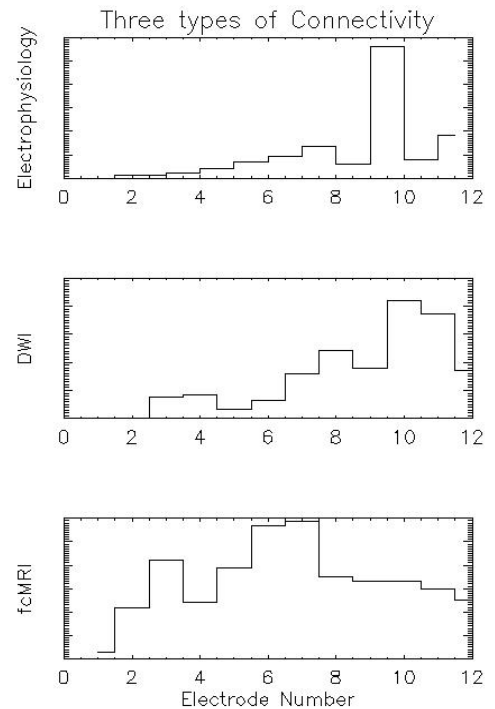 Three types of Connectivity
Electrophysiology
0 2 4 6 8 10 12
DWI
0 2 4 6 8 10 12
fcMRI
0 2 4 6 8 10 12
Electrode Number